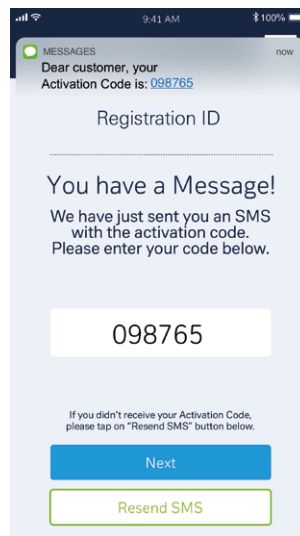 9:41 AM 100%
MESSAGES now
Dear customer, your
Activation Code is: 098765
Registration ID
You have a Message!
We have just sent you an SMS
with the activation code.
Please enter your code below.
098765
If you didn't receive your Activation Code,
please tap on "Resend SMS" button below.
Next
Resend SMS